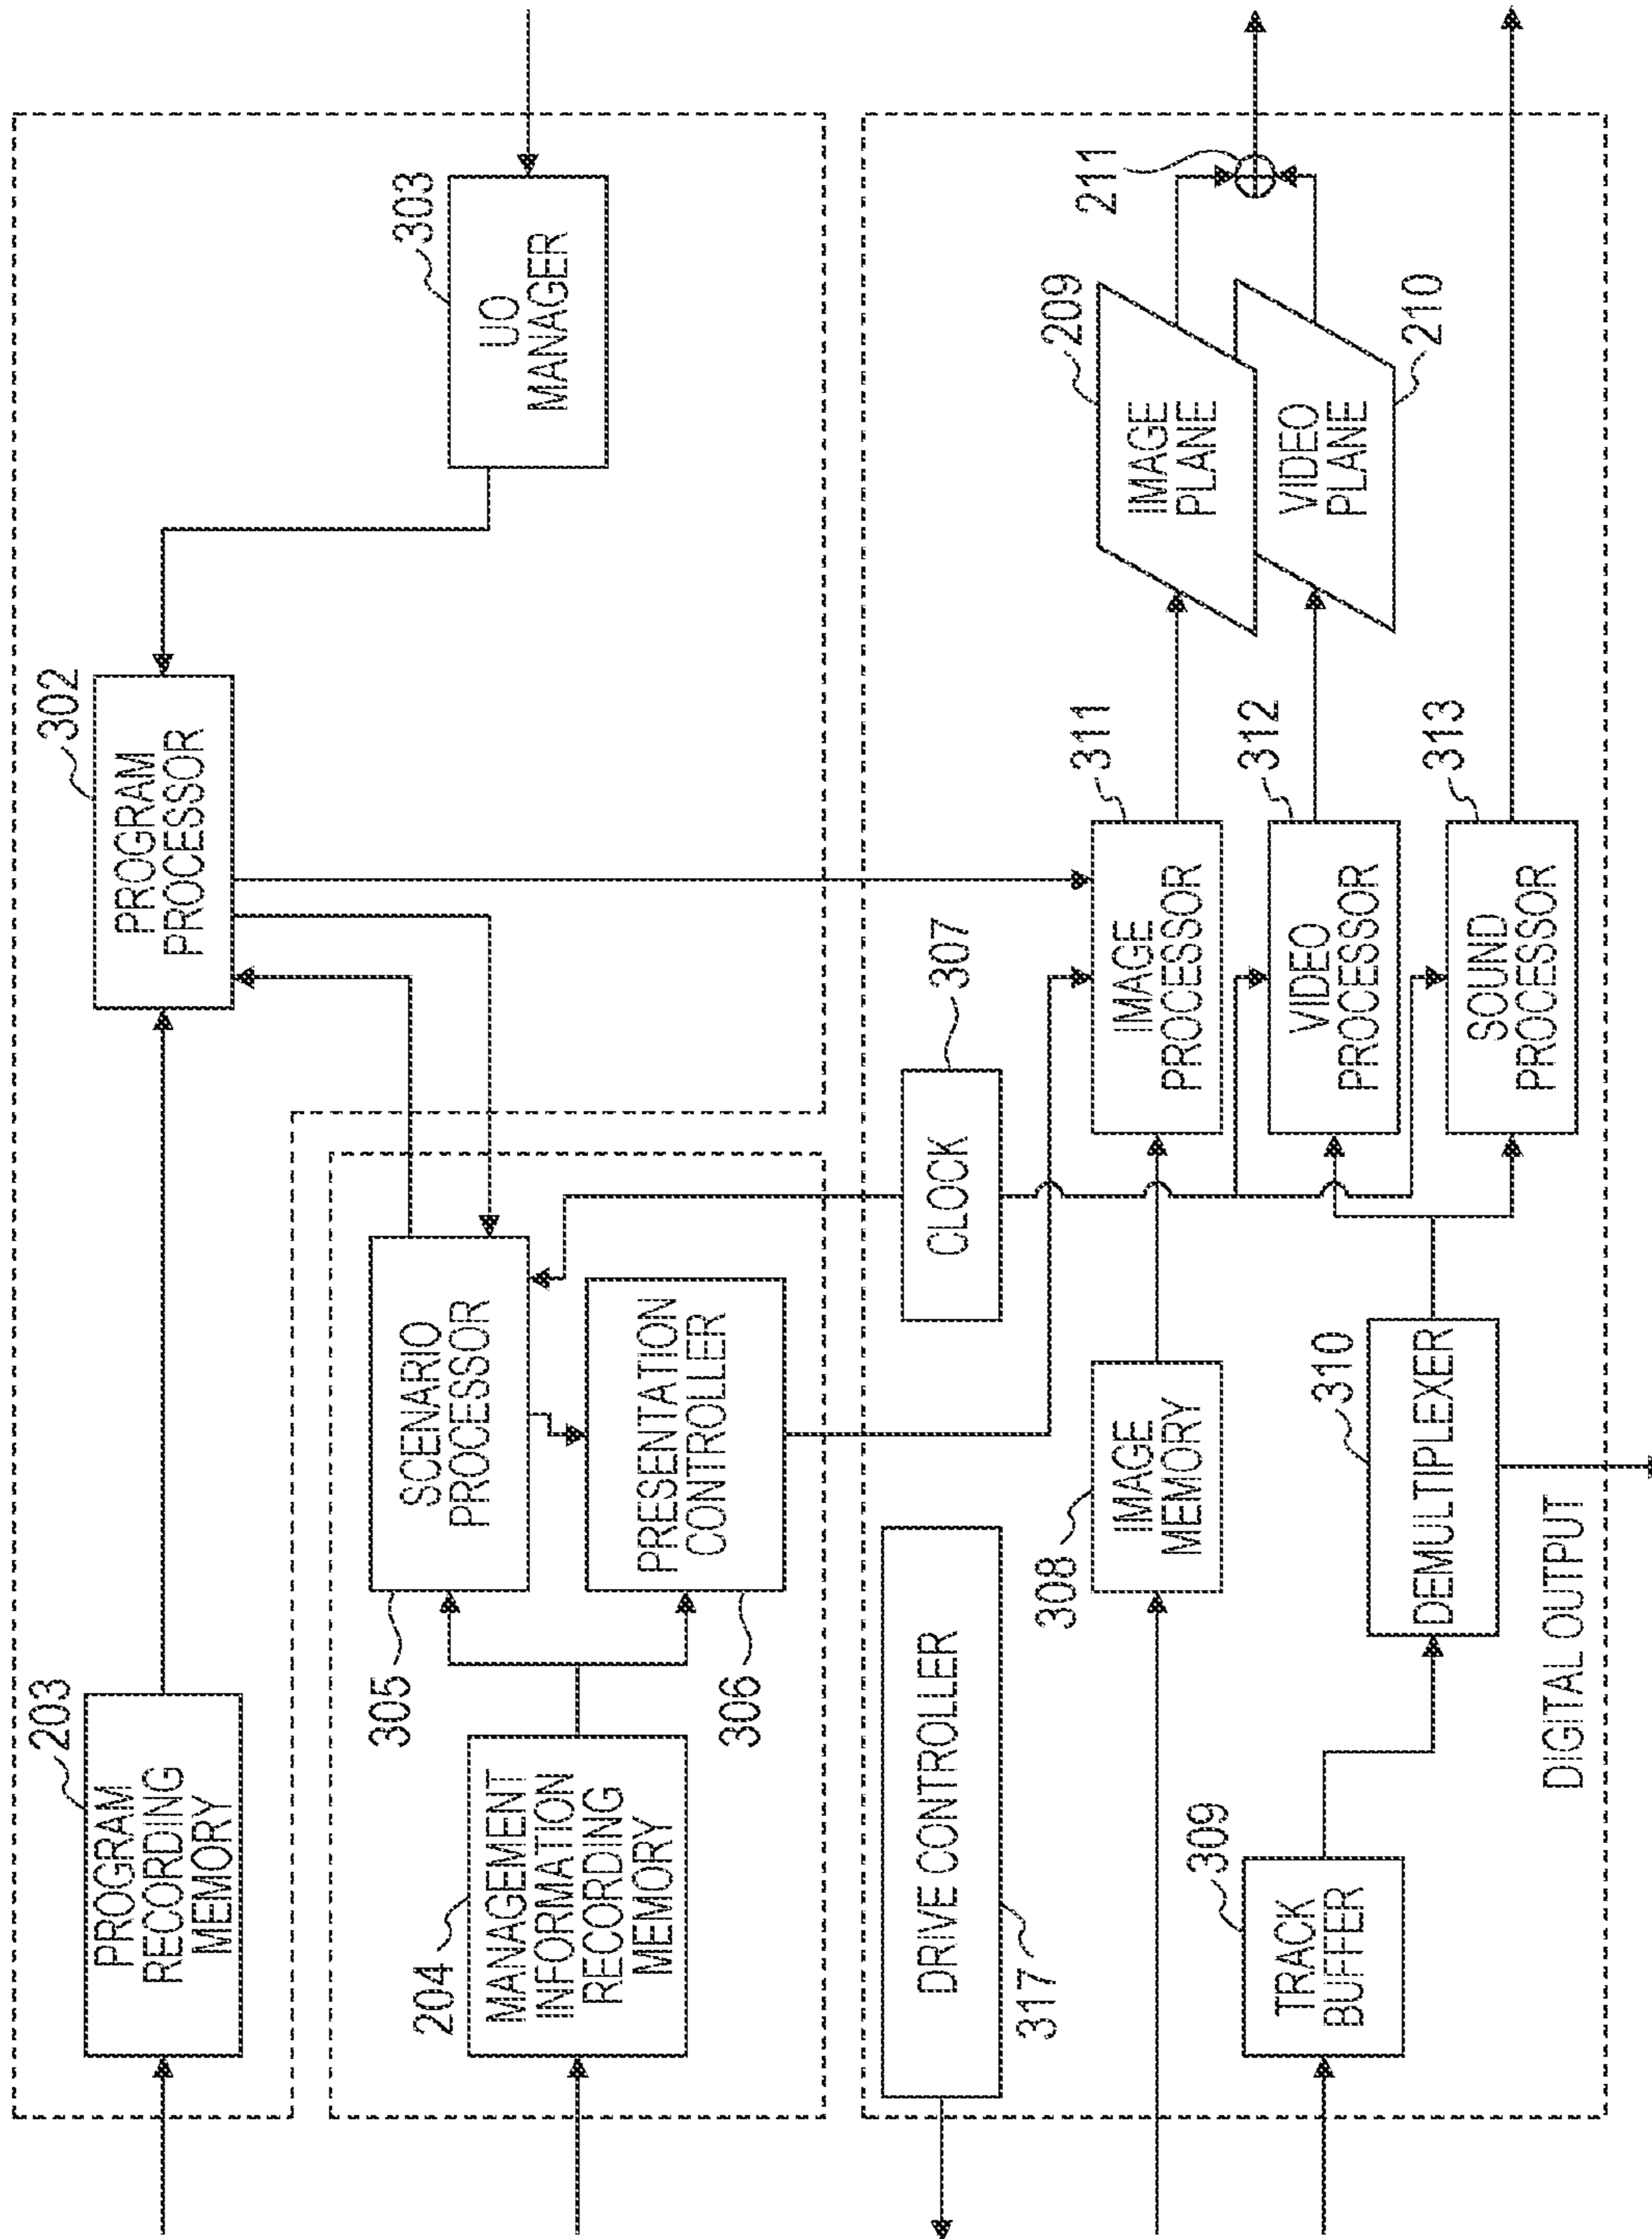 203
PROGRAM
RECORDING
MEMORY
302
PROGRAM
PROCESSOR
303
UO
MANAGER
204
MANAGEMENT
INFORMATION
RECORDING
MEMORY
305
SCENARIO
PROCESSOR
306
PRESENTATION
CONTROLLER
DRIVE CONTROLLER
317
CLOCK
307
308
IMAGE
MEMORY
311
IMAGE
PROCESSOR
209
IMAGE
PLANE
211
309
TRACK
BUFFER
310
DEMULTIPLEXER
312
VIDEO
PROCESSOR
VIDEO
PLANE
210
313
SOUND
PROCESSOR
DIGITAL OUTPUT